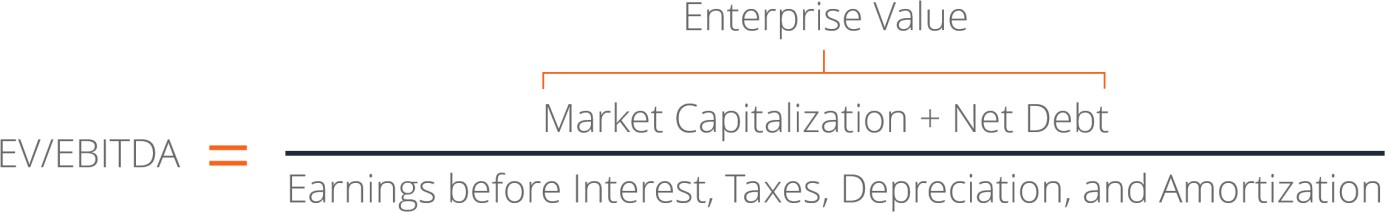 Enterprise Value
Market Capitalization + Net Debt
EV/EBITDA =
Earnings before Interest, Taxes, Depreciation, and Amortization